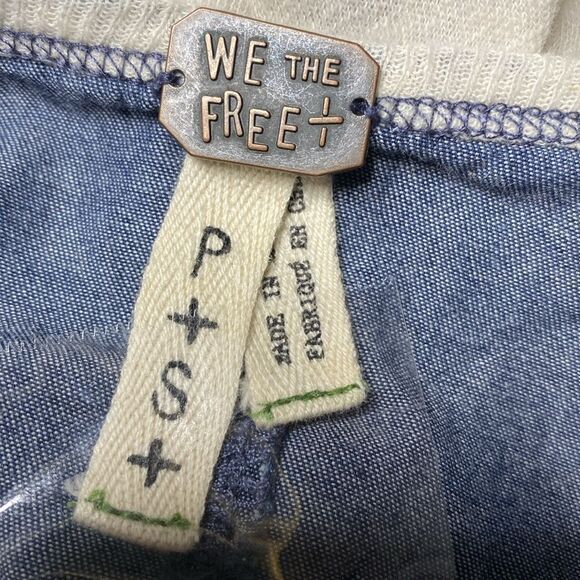 WE THE
FREE+
P
+
S
+
MADE IN
FABRIQUE EN